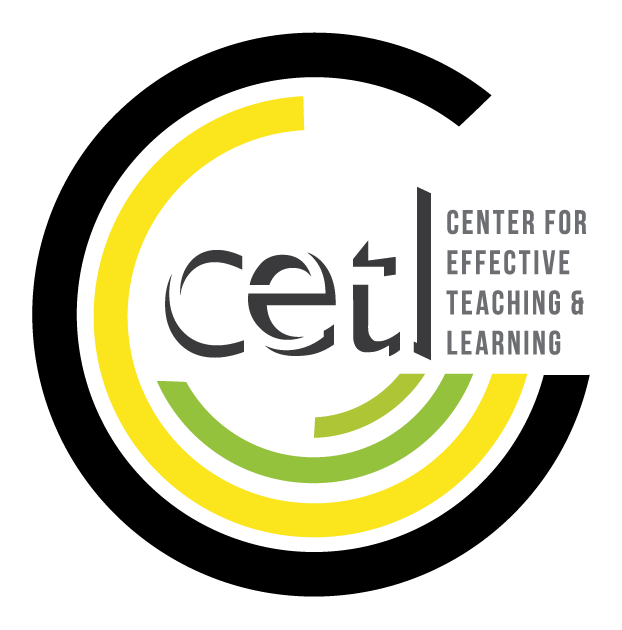 cetl
CENTER FOR
EFFECTIVE
TEACHING &
LEARNING